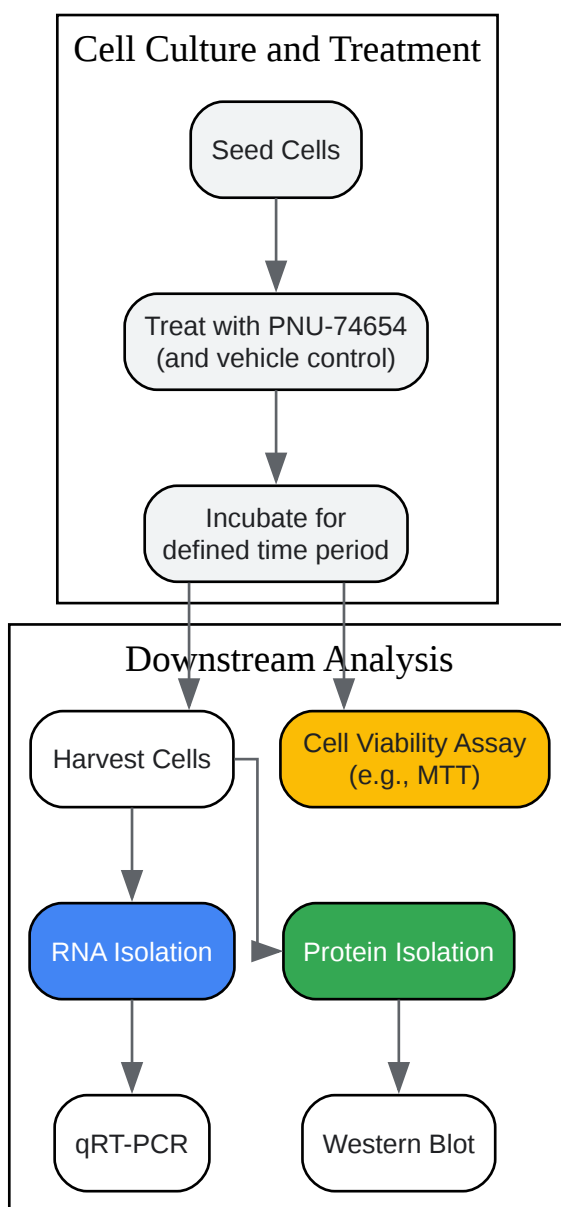 Cell Culture and Treatment
Seed Cells
Treat with PNU-74654
(and vehicle control)
Incubate for
defined time period
Downstream Analysis
Harvest Cells
Cell Viability Assay
(e.g., MTT)
RNA Isolation
Protein Isolation
qRT-PCR
Western Blot